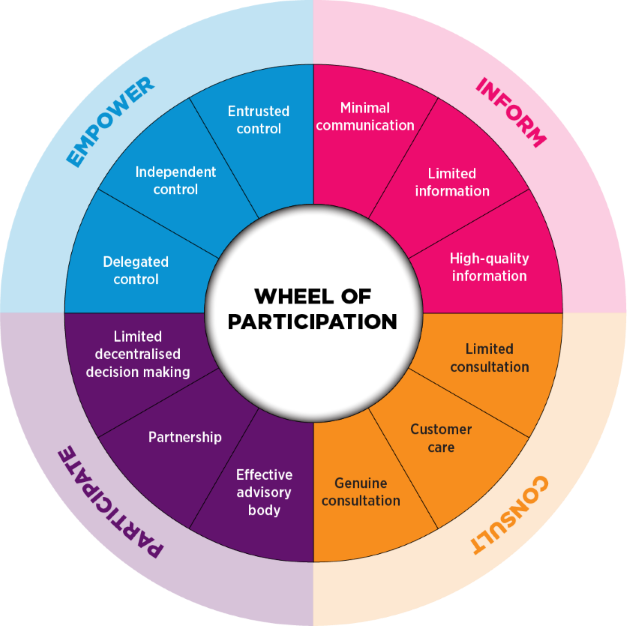 WHEEL OF
PARTICIPATION
INFORM
Minimal
communication
Limited
information
High-quality
information
CONSULT
Limited
consultation
Customer
care
Genuine
consultation
PARTICIPATE
Effective
advisory
body
Partnership
Limited
decentralised
decision making
EMPOWER
Delegated
control
Independent
control
Entrusted
control